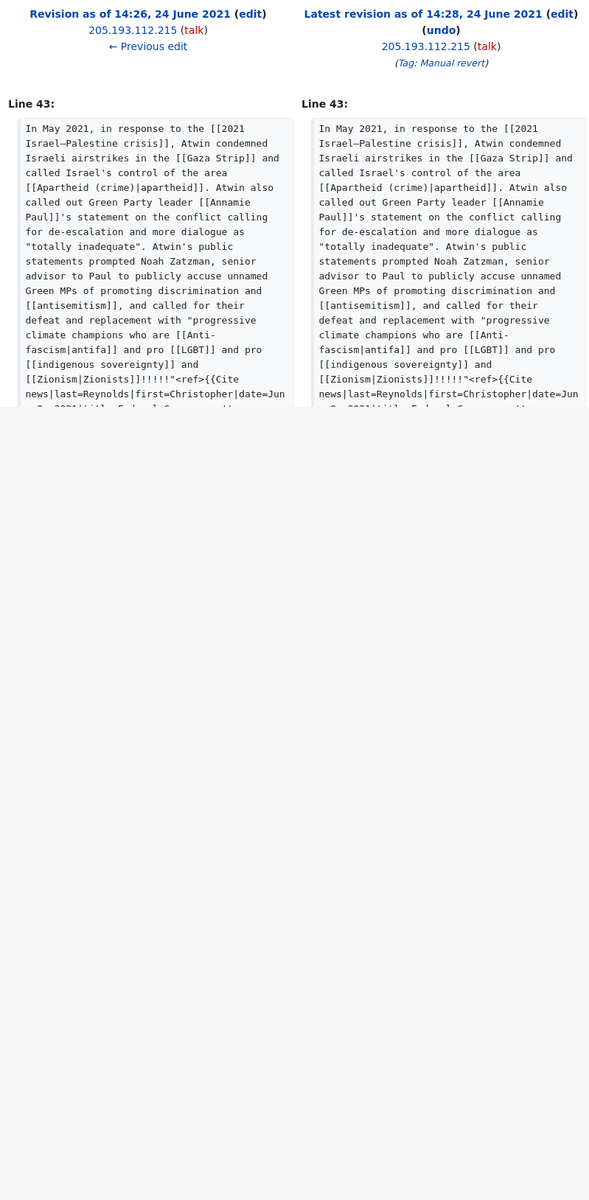 Revision as of 14:26, 24 June 2021 (edit)
205.193.112.215 (talk)
← Previous edit
Latest revision as of 14:28, 24 June 2021 (edit)
(undo)
205.193.112.215 (talk)
(Tag: Manual revert)
Line 43:
In May 2021, in response to the [[2021
Israel–Palestine crisis]], Atwin condemned
Israeli airstrikes in the [[Gaza Strip]] and
called Israel's control of the area
[[Apartheid (crime)|apartheid]]. Atwin also
called out Green Party leader [[Annamie
Paul]]'s statement on the conflict calling
for de-escalation and more dialogue as
"totally inadequate". Atwin's public
statements prompted Noah Zatzman, senior
advisor to Paul to publicly accuse unnamed
Green MPs of promoting discrimination and
[[antisemitism]], and called for their
defeat and replacement with "progressive
climate champions who are [[Anti-
fascism|antifa]] and pro [[LGBT]] and pro
[[indigenous sovereignty]] and
[[Zionism|Zionists]]!!!!!"<ref>{{Cite
news|last=Reynolds|first=Christopher|date=Jun
Line 43:
In May 2021, in response to the [[2021
Israel–Palestine crisis]], Atwin condemned
Israeli airstrikes in the [[Gaza Strip]] and
called Israel's control of the area
[[Apartheid (crime)|apartheid]]. Atwin also
called out Green Party leader [[Annamie
Paul]]'s statement on the conflict calling
for de-escalation and more dialogue as
"totally inadequate". Atwin's public
statements prompted Noah Zatzman, senior
advisor to Paul to publicly accuse unnamed
Green MPs of promoting discrimination and
[[antisemitism]], and called for their
defeat and replacement with "progressive
climate champions who are [[Anti-
fascism|antifa]] and pro [[LGBT]] and pro
[[indigenous sovereignty]] and
[[Zionism|Zionists]]!!!!!"<ref>{{Cite
news|last=Reynolds|first=Christopher|date=Jun